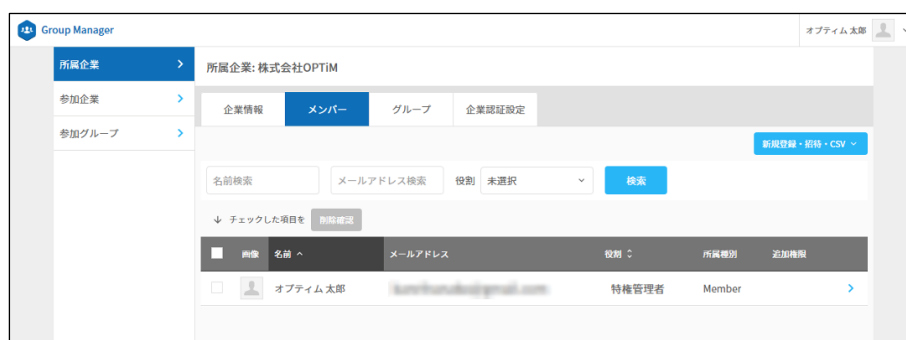 Group Manager
オプティム 太郎
所属企業
参加企業
参加グループ
所属企業: 株式会社OPTiM
企業情報 メンバー グループ 企業認証設定
新規登録・招待・CSV
名前検索 メールアドレス検索 役割 未選択 検索
チェックした項目を 削除確認
画像 名前 メールアドレス 役割 所属種別 追加権限
オプティム 太郎 特権管理者 Member